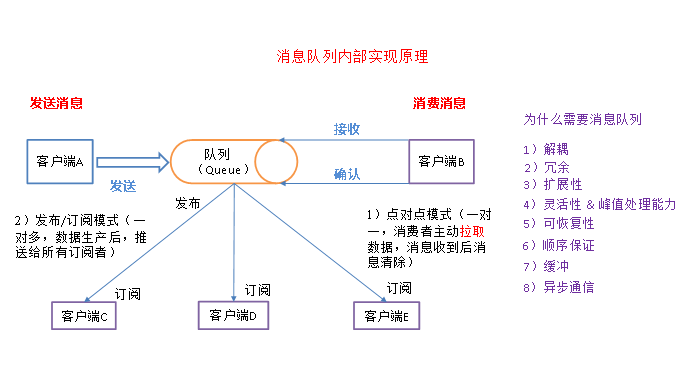 消息队列内部实现原理
发送消息
消费消息
接收
客户端A
发送
队列
（Queue）
确认
客户端B
发布
2）发布/订阅模式（一
对多，数据生产后，推
送给所有订阅者）
1）点对点模式（一对
一，消费者主动拉取
数据，消息收到后消
息清除）
订阅
订阅
订阅
客户端C
客户端D
客户端E
为什么需要消息队列
1）解耦
2）冗余
3）扩展性
4）灵活性 & 峰值处理能力
5）可恢复性
6）顺序保证
7）缓冲
8）异步通信